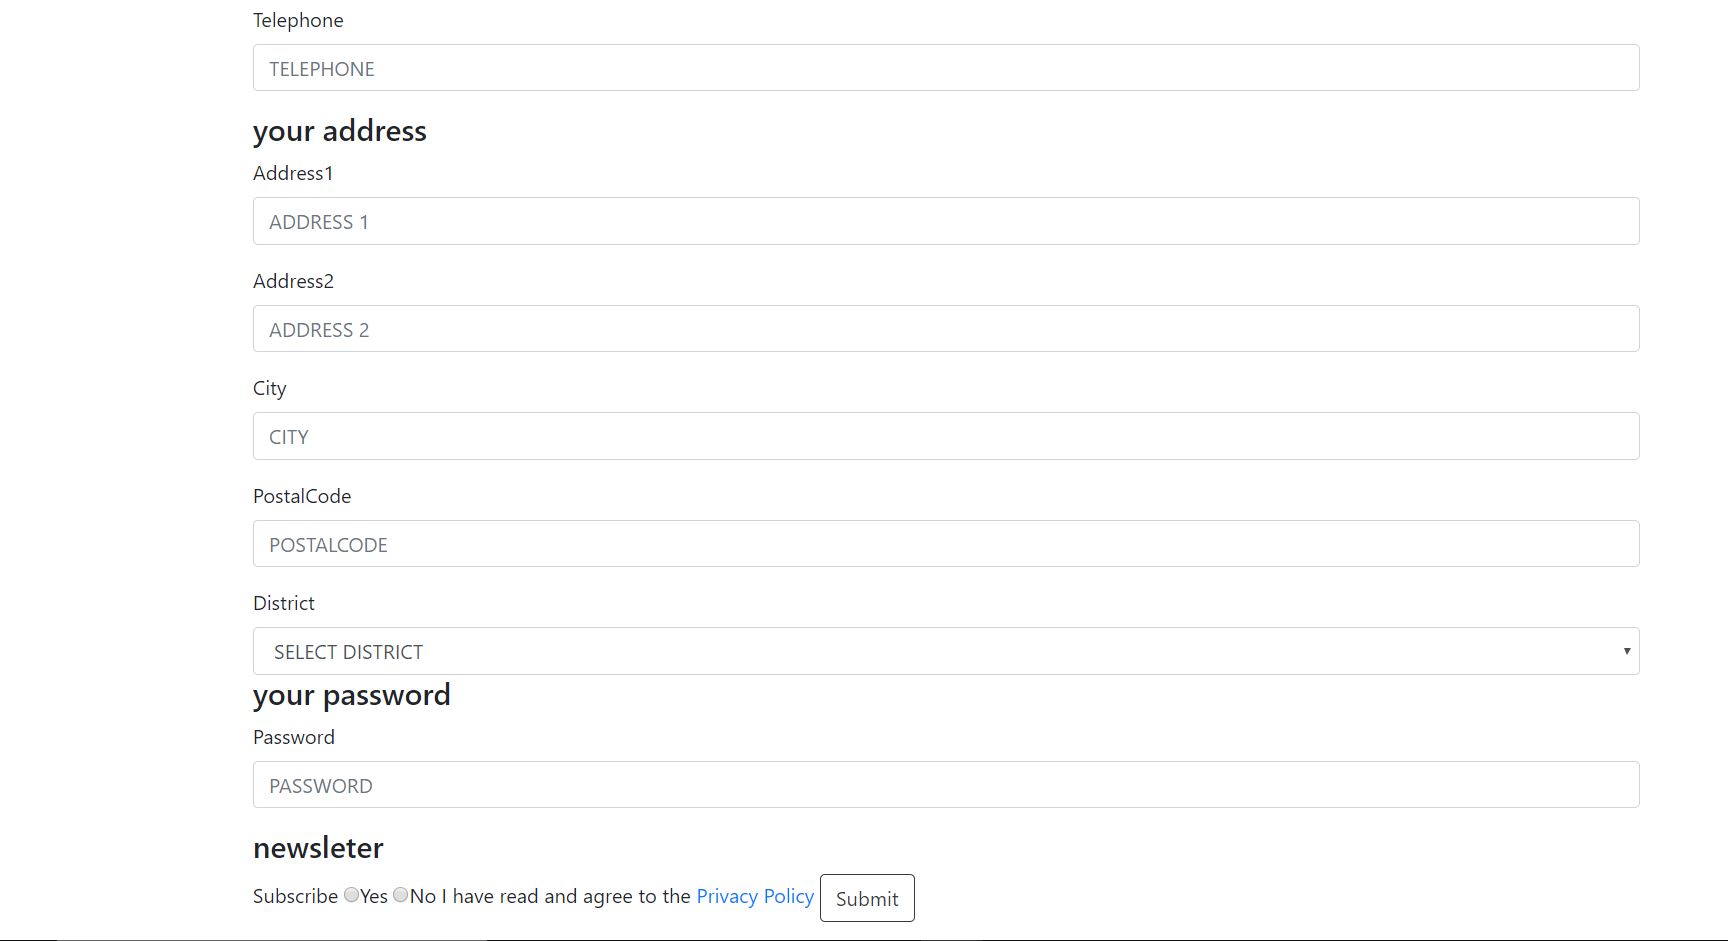 Telephone
TELEPHONE
your address
Address1
ADDRESS 1
Address2
ADDRESS 2
City
CITY
PostalCode
POSTALCODE
District
SELECT DISTRICT
your password
Password
PASSWORD
newsleter
Subscribe Yes No I have read and agree to the Privacy Policy Submit